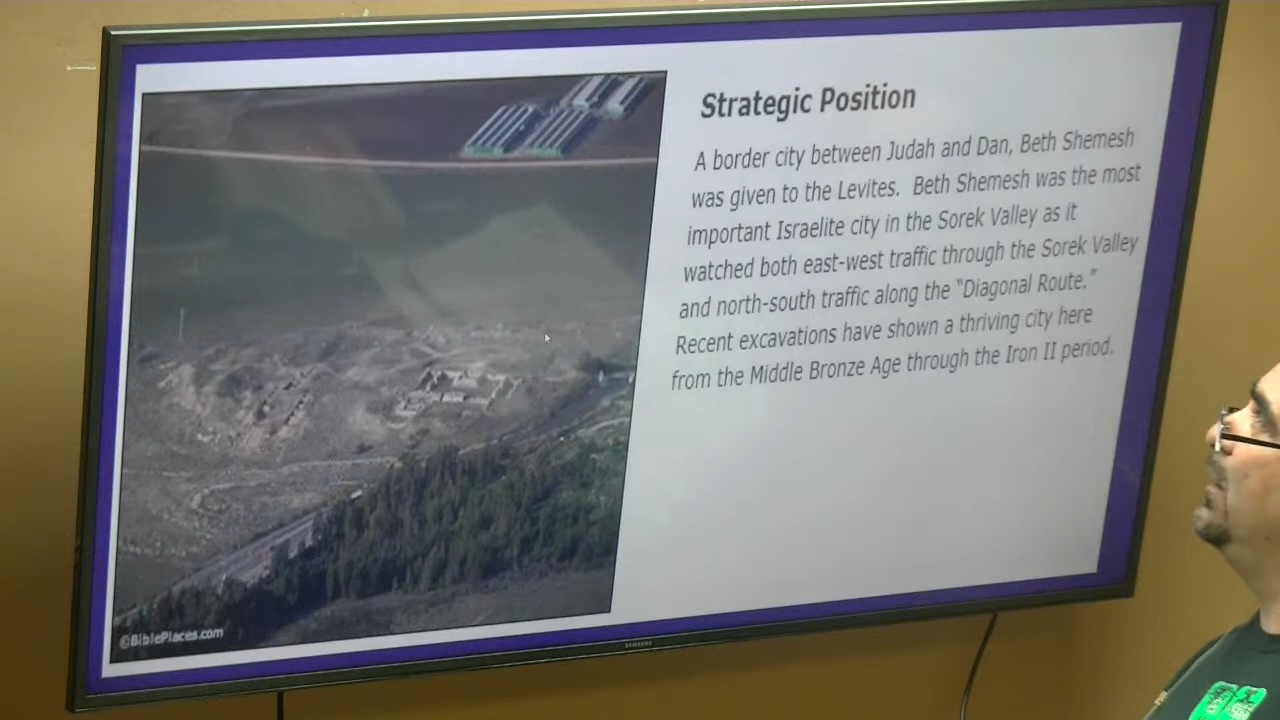 Strategic Position
A border city between Judah and Dan, Beth Shemesh
was given to the Levites. Beth Shemesh was the most
important Israelite city in the Sorek Valley as it
watched both east-west traffic through the Sorek Valley
and north-south traffic along the "Diagonal Route."
Recent excavations have shown a thriving city here
from the Middle Bronze Age through the Iron II period.
©BiblePlaces.com
SAMSUNG